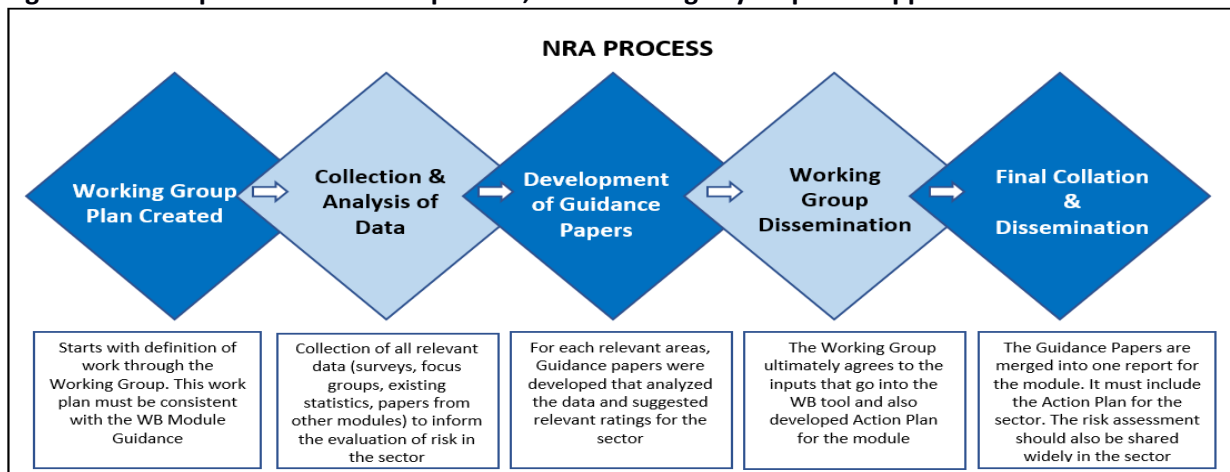 NRA PROCESS
Working Group
Plan Created
Collection &
Analysis of
Data
Development
of Guidance
Papers
Working
Group
Dissemination
Final Collation
&
Dissemination
Starts with definition of
work through the
Working Group. This work
plan must be consistent
with the WB Module
Guidance
Collection of all relevant
data (surveys, focus
groups, existing
statistics, papers from
other modules) to inform
the evaluation of risk in
the sector
For each relevant areas,
Guidance papers were
developed that analyzed
the data and suggested
relevant ratings for the
sector
The Working Group
ultimately agrees to the
inputs that go into the
WB tool and also
developed Action Plan
for the module
The Guidance Papers are
merged into one report for
the module. It must include
the Action Plan for the
sector. The risk assessment
should also be shared
widely in the sector